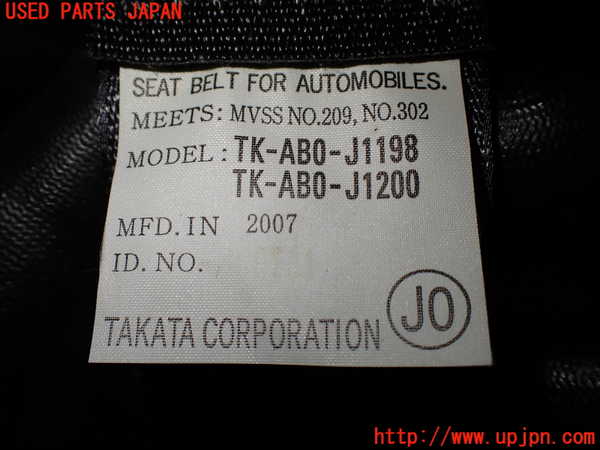 USED PARTS JAPAN
SEAT BELT FOR AUTOMOBILES.
MEETS: MVSS NO.209, NO.302
MODEL: TK-AB0-J1198
TK-AB0-J1200
MFD. IN 2007
ID. NO.
JO
TAKATA CORPORATION
http://www.upjpn.com